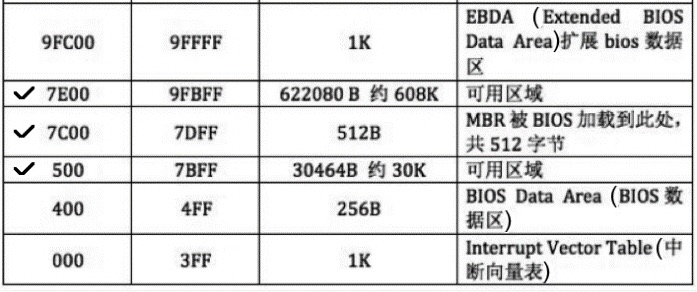 9FC00 9FFFF 1K EBDA (Extended BIOS
Data Area)扩展 bios 数据
区
✓ 7E00 9FBFF 622080 B 约 608K 可用区域
✓ 7C00 7DFF 512B MBR 被 BIOS 加载到此处，
共 512 字节
✓ 500 7BFF 30464B 约 30K 可用区域
400 4FF 256B BIOS Data Area (BIOS 数
据区)
000 3FF 1K Interrupt Vector Table (中
断向量表)